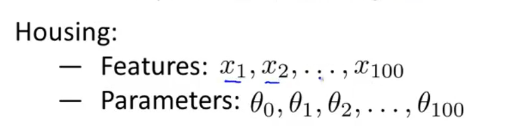 Housing:
— Features: x₁, x₂, . . . , x₁₀₀
— Parameters: θ₀, θ₁, θ₂, . . . , θ₁₀₀